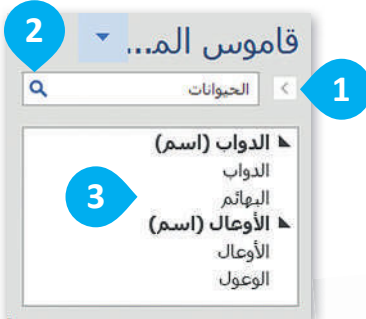 2
قاموس الم...
الحيوانات
1
الدواب (اسم)
الدواب
3
البهائم
الأوعال (اسم)
الأوعال
الوعول